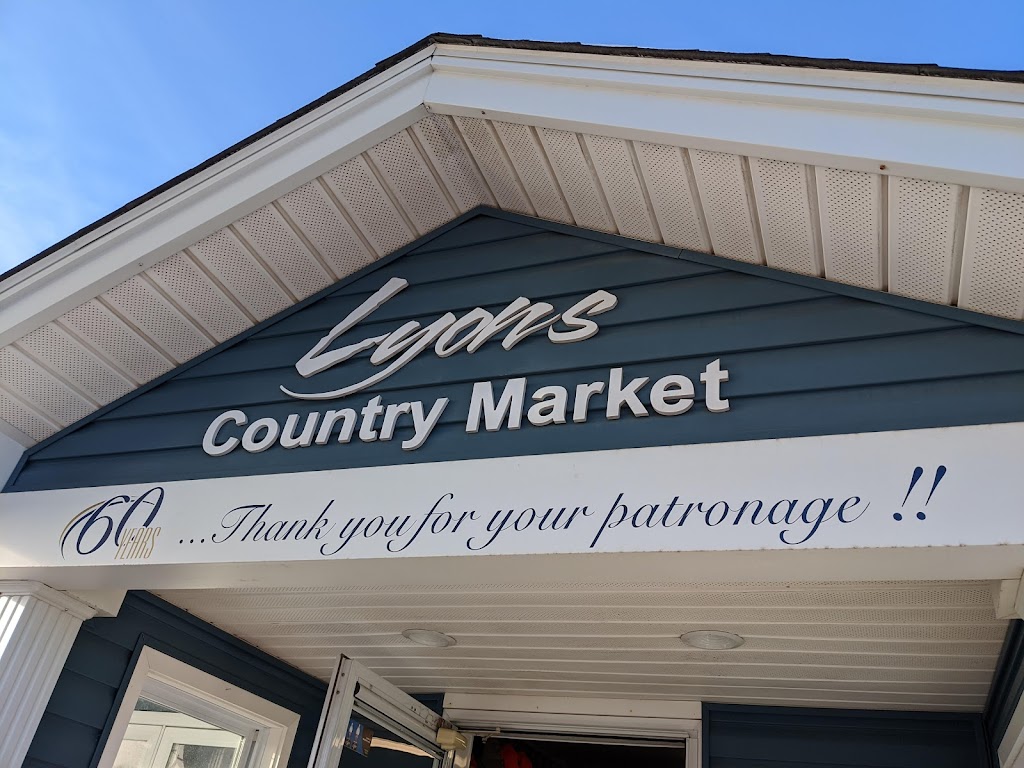 Lyons
Country Market
60 YEARS ...Thank you for your patronage !!